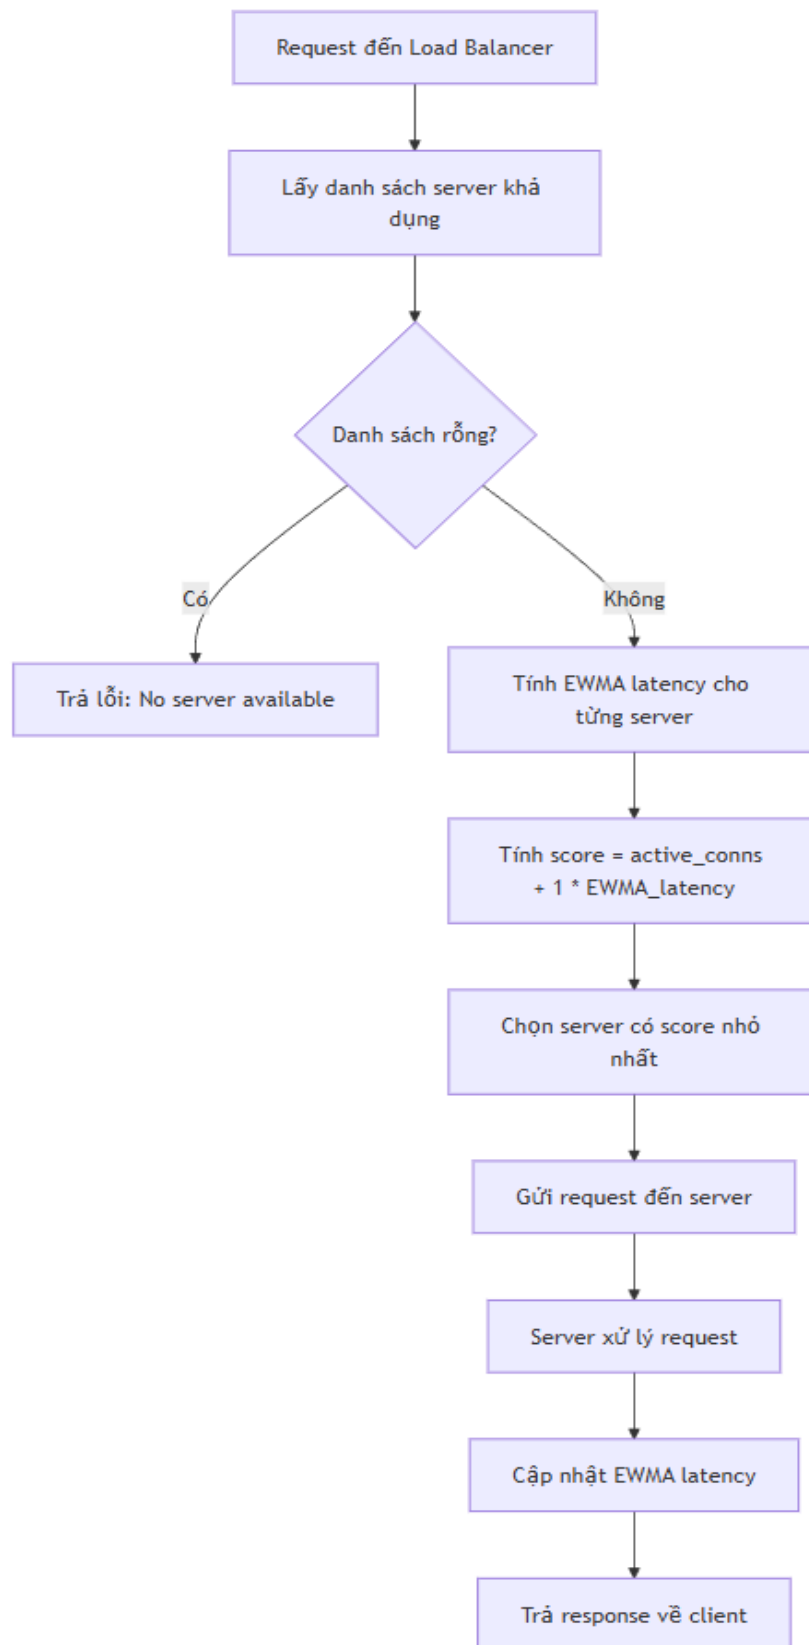 Request đến Load Balancer
Lấy danh sách server khả
dụng
Danh sách rỗng?
Có
Không
Trả lỗi: No server available
Tính EWMA latency cho
từng server
Tính score = active_conns
+ 1 * EWMA_latency
Chọn server có score nhỏ
nhất
Gửi request đến server
Server xử lý request
Cập nhật EWMA latency
Trả response về client